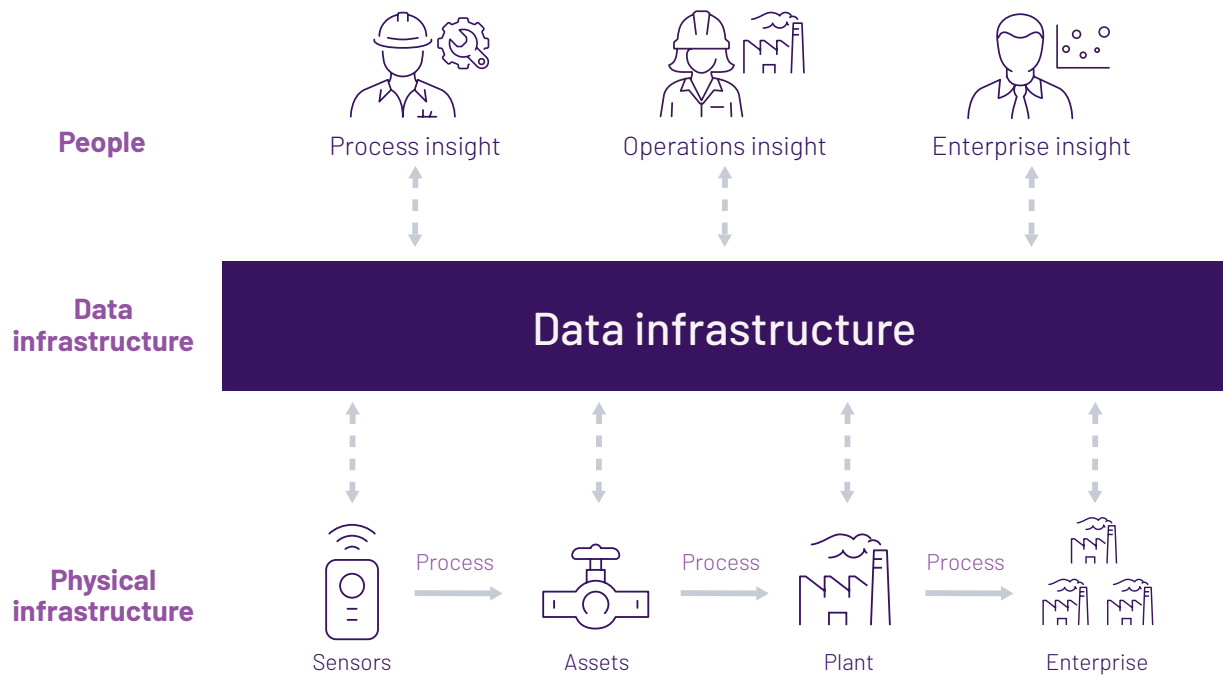 People
Process insight
Operations insight
Enterprise insight
Data
infrastructure
Data infrastructure
Physical
infrastructure
Process
Process
Process
Sensors
Assets
Plant
Enterprise